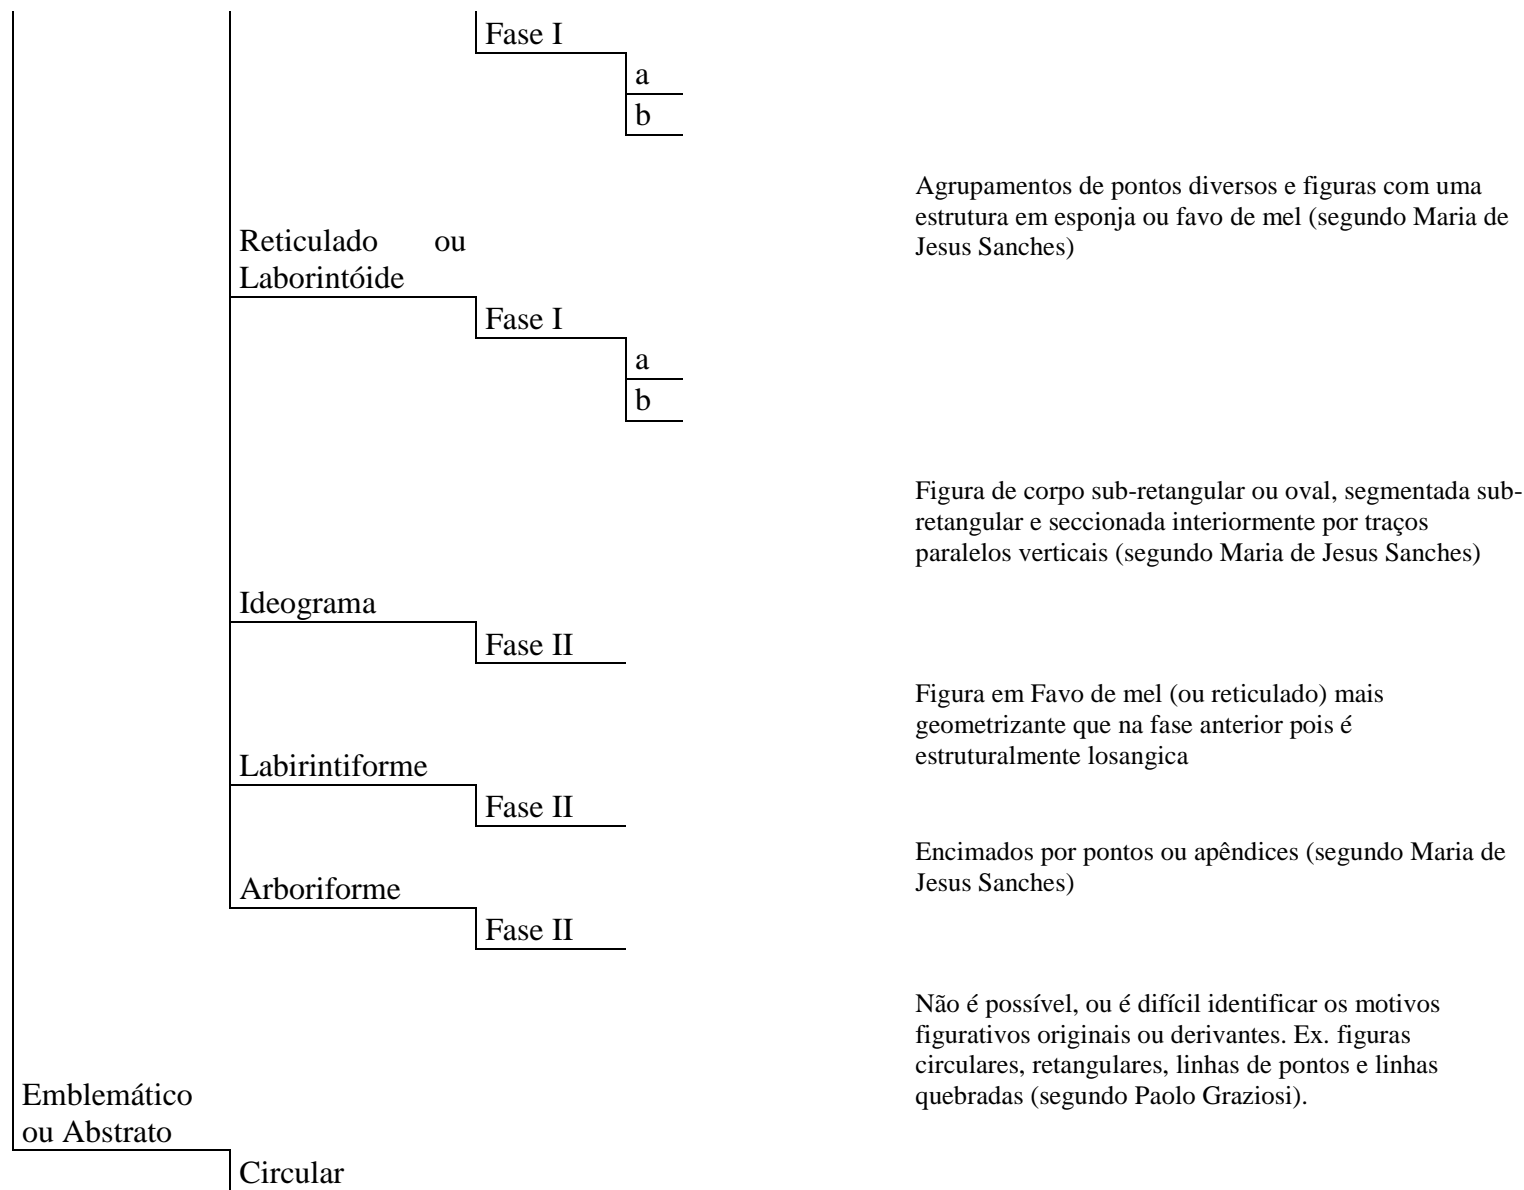 Fase I
a
b
Agrupamentos de pontos diversos e figuras com uma
estrutura em esponja ou favo de mel (segundo Maria de
Jesus Sanches)
Reticulado ou
Laborintóide
Fase I
a
b
Figura de corpo sub-retangular ou oval, segmentada sub-
retangular e seccionada interiormente por traços
paralelos verticais (segundo Maria de Jesus Sanches)
Ideograma
Fase II
Figura em Favo de mel (ou reticulado) mais
geometrizante que na fase anterior pois é
estruturalmente losangica
Labirintiforme
Fase II
Encimados por pontos ou apêndices (segundo Maria de
Jesus Sanches)
Arboriforme
Fase II
Não é possível, ou é difícil identificar os motivos
figurativos originais ou derivantes. Ex. figuras
circulares, retangulares, linhas de pontos e linhas
quebradas (segundo Paolo Graziosi).
Emblemático
ou Abstrato
Circular